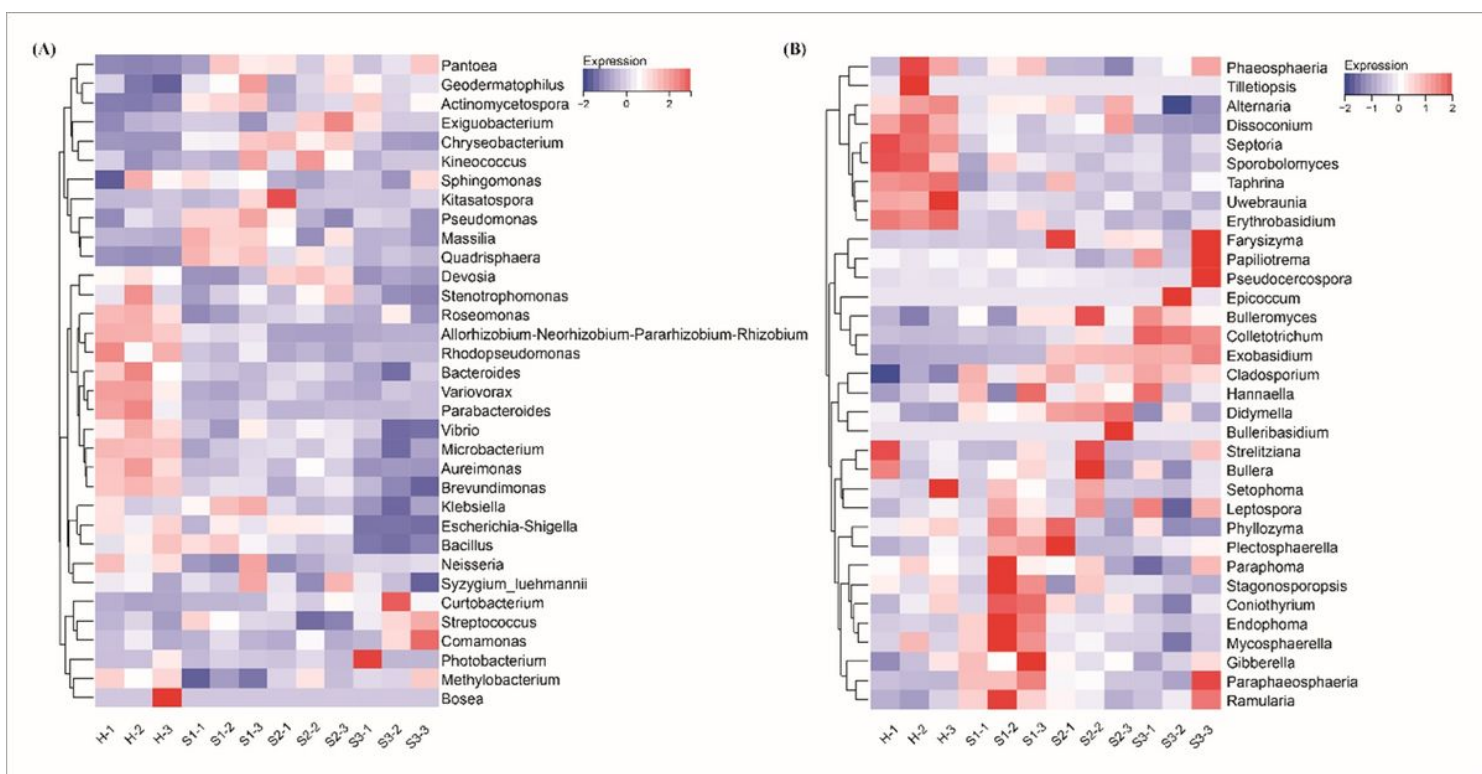 (A)
Expression
−2 0 2
Pantoea
Geodermatophilus
Actinomycetospora
Exiguobacterium
Chryseobacterium
Kineococcus
Sphingomonas
Kitasatospora
Pseudomonas
Massilia
Quadrisphaera
Devosia
Stenotrophomonas
Roseomonas
Allorhizobium-Neorhizobium-Pararhizobium-Rhizobium
Rhodopseudomonas
Bacteroides
Variovorax
Parabacteroides
Vibrio
Microbacterium
Aureimonas
Brevundimonas
Klebsiella
Escherichia-Shigella
Bacillus
Neisseria
Syzygium_luehmannii
Curtobacterium
Streptococcus
Comamonas
Photobacterium
Methylobacterium
Bosea
H-1 H-2 H-3 S1-1 S1-2 S1-3 S2-1 S2-2 S2-3 S3-1 S3-2 S3-3
(B)
Expression
−2 −1 0 1 2
Phaeosphaeria
Tilletiopsis
Alternaria
Dissoconium
Septoria
Sporobolomyces
Taphrina
Uwebraunia
Erythrobasidium
Farysizyma
Papiliotrema
Pseudocercospora
Epicoccum
Bulleromyces
Colletotrichum
Exobasidium
Cladosporium
Hannaella
Didymella
Bulleribasidium
Strelitziana
Bullera
Setophoma
Leptospora
Phyllozyma
Plectosphaerella
Paraphoma
Stagonosporopsis
Coniothyrium
Endophoma
Mycosphaerella
Gibberella
Paraphaeosphaeria
Ramularia
H-1 H-2 H-3 S1-1 S1-2 S1-3 S2-1 S2-2 S2-3 S3-1 S3-2 S3-3